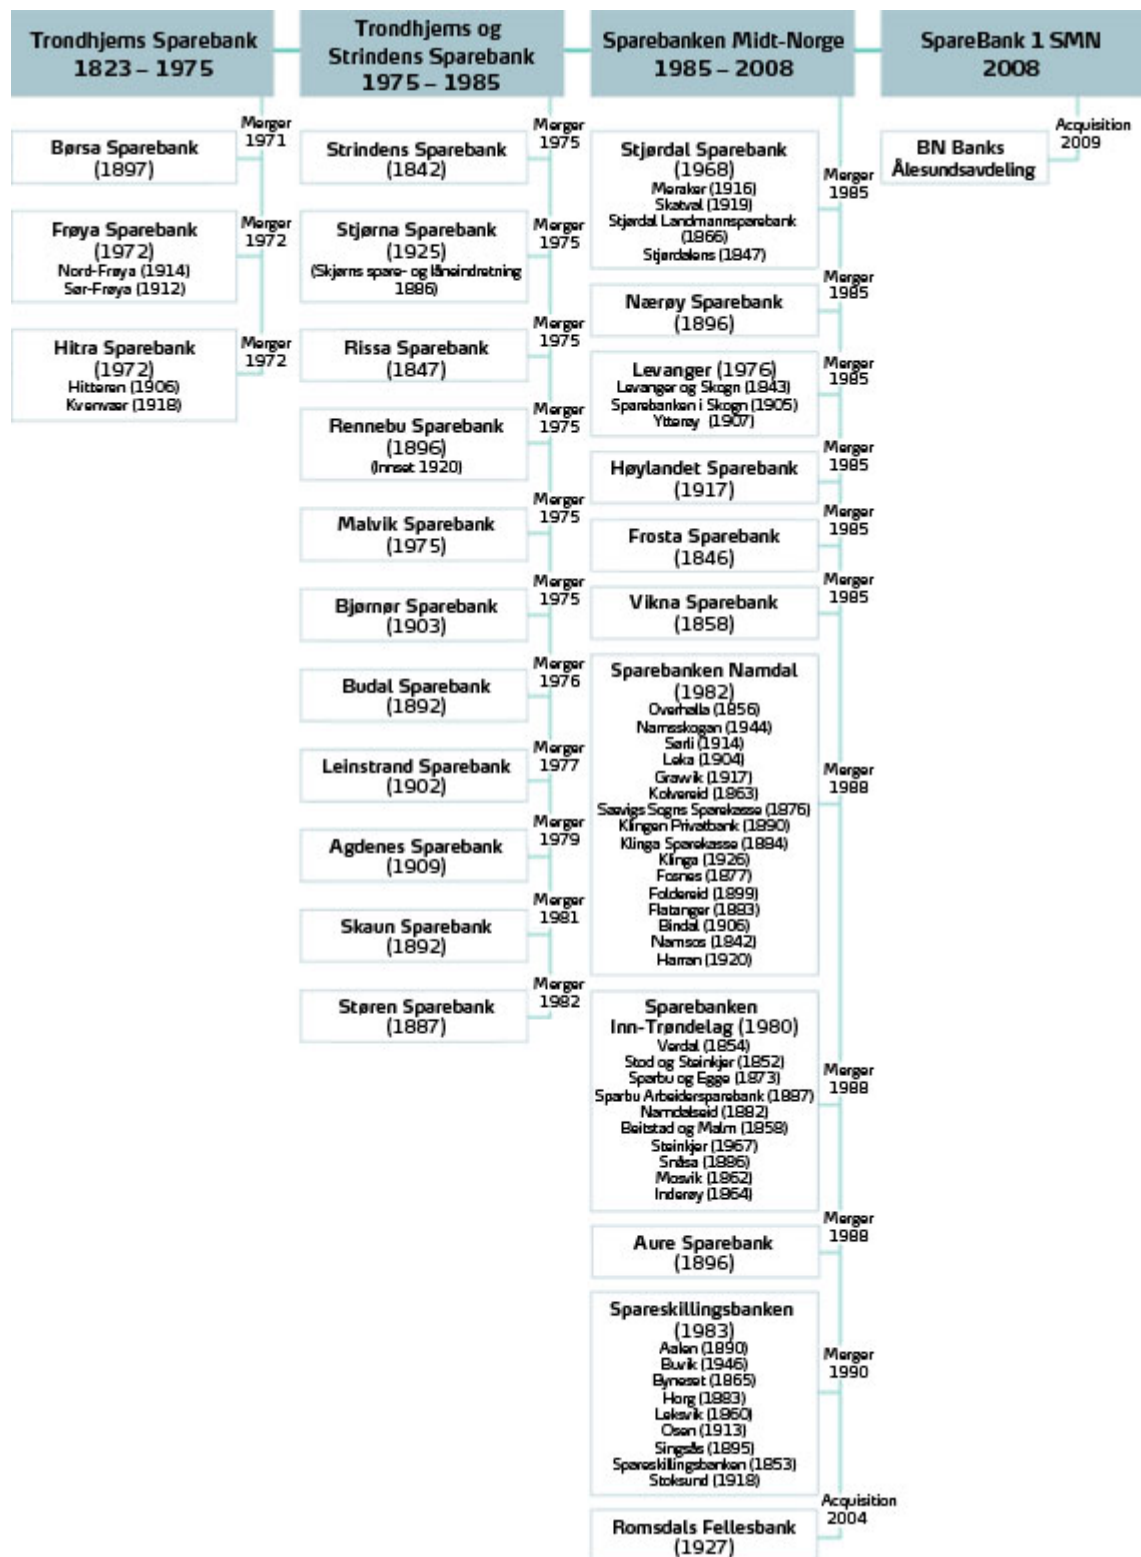 Trondhjems Sparebank
1823 – 1975
Merger
1971
Børsa Sparebank
(1897)
Merger
1972
Frøya Sparebank
(1972)
Nord-Frøya (1914)
Sør-Frøya (1912)
Merger
1972
Hitra Sparebank
(1972)
Hitteren (1906)
Kvenvær (1918)
Trondhjems og
Strindens Sparebank
1975 – 1985
Merger
1975
Strindens Sparebank
(1842)
Merger
1975
Stjørna Sparebank
(1925)
(Skjørns spare- og låneindretning
1886)
Merger
1975
Rissa Sparebank
(1847)
Merger
1975
Rennebu Sparebank
(1896)
(Innset 1920)
Merger
1975
Malvik Sparebank
(1975)
Merger
1975
Bjørnør Sparebank
(1903)
Merger
1976
Budal Sparebank
(1892)
Merger
1977
Leinstrand Sparebank
(1902)
Merger
1979
Agdenes Sparebank
(1909)
Merger
1981
Skaun Sparebank
(1892)
Merger
1982
Støren Sparebank
(1887)
Sparebanken Midt-Norge
1985 – 2008
Stjørdal Sparebank
(1968)
Meraker (1916)
Skatval (1919)
Stjørdal Landmannsparebank
(1866)
Stjørdalens (1847)
Merger
1985
Merger
1985
Nærøy Sparebank
(1896)
Merger
1985
Levanger (1976)
Levanger og Skogn (1843)
Sparebanken i Skogn (1905)
Ytterøy (1907)
Merger
1985
Høylandet Sparebank
(1917)
Merger
1985
Frosta Sparebank
(1846)
Merger
1985
Vikna Sparebank
(1858)
Sparebanken Namdal
(1982)
Overhalla (1856)
Namsskogan (1944)
Sørli (1914)
Leka (1904)
Gravvik (1917)
Kolvereid (1863)
Sævigs Sogns Sparekasse (1876)
Klingen Privatbank (1890)
Klinga Sparekasse (1884)
Klinga (1926)
Fosnes (1877)
Foldereid (1899)
Flatanger (1883)
Bindal (1906)
Namsos (1842)
Harran (1920)
Merger
1988
Sparebanken
Inn-Trøndelag (1980)
Verdal (1854)
Stod og Steinkjer (1852)
Sparbu og Egge (1873)
Sparbu Arbeidersparebank (1887)
Namdalseid (1882)
Beitstad og Malm (1858)
Steinkjer (1967)
Snåsa (1886)
Mosvik (1862)
Inderøy (1864)
Merger
1988
Merger
1988
Aure Sparebank
(1896)
Spareskillingsbanken
(1983)
Aalen (1890)
Buvik (1946)
Byneset (1865)
Horg (1883)
Leksvik (1860)
Osen (1913)
Singsås (1895)
Spareskillingsbanken (1853)
Stoksund (1918)
Merger
1990
Acquisition
2004
Romsdals Fellesbank
(1927)
SpareBank 1 SMN
2008
Acquisition
2009
BN Banks
Ålesundsavdeling